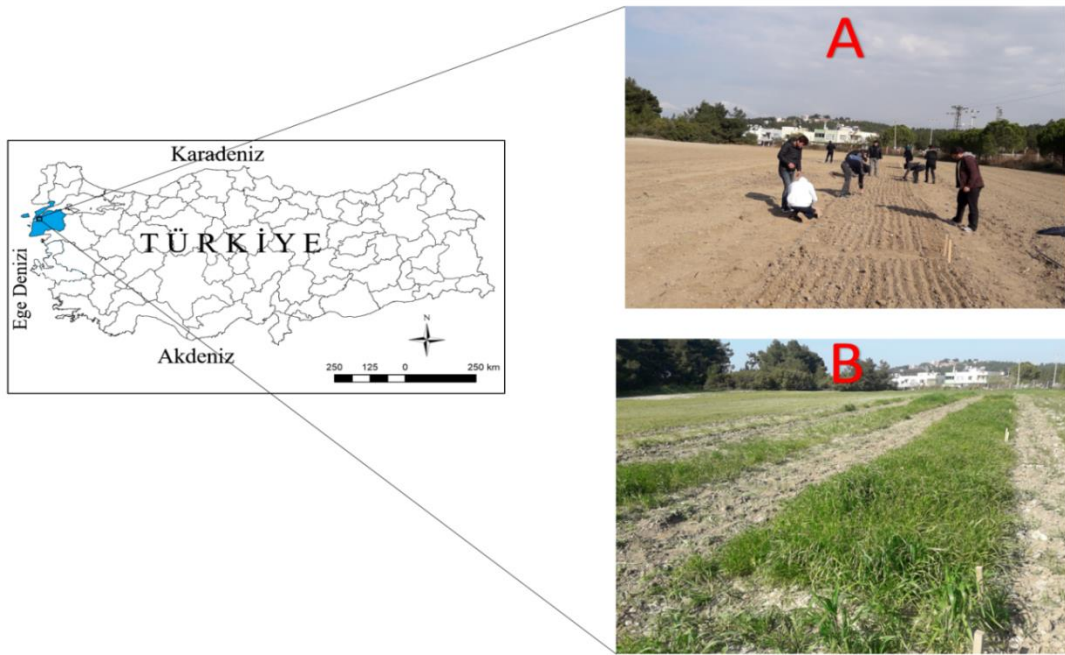 Karadeniz
TÜRKİYE
Ege Denizi
Akdeniz
N
250 125 0 250 km
A
B